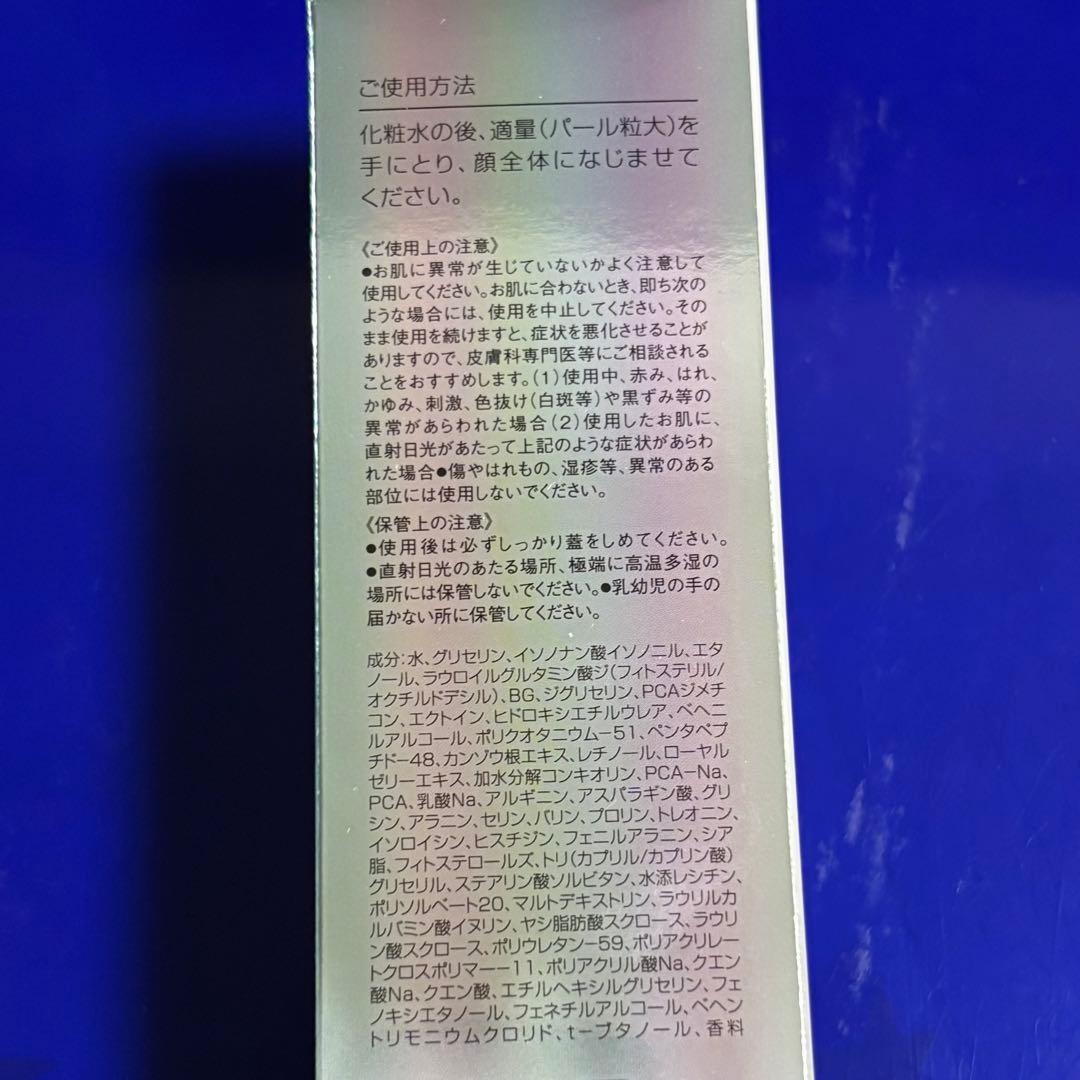 ご使用方法
化粧水の後、適量(パール粒大)を
手にとり、顔全体になじませて
ください。
《ご使用上の注意》
●お肌に異常が生じていないかよく注意して
使用してください。お肌に合わないとき、即ち次の
ような場合には、使用を中止してください。その
まま使用を続けますと、症状を悪化させることが
ありますので、皮膚科専門医等にご相談される
ことをおすすめします。(1)使用中、赤み、はれ、
かゆみ、刺激、色抜け(白斑等)や黒ずみ等の
異常があらわれた場合(2)使用したお肌に、
直射日光があたって上記のような症状があらわ
れた場合●傷やはれもの、湿疹等、異常のある
部位には使用しないでください。
《保管上の注意》
●使用後は必ずしっかり蓋をしめてください。
●直射日光のあたる場所、極端に高温多湿の
場所には保管しないでください。●乳幼児の手の
届かない所に保管してください。
成分:水、グリセリン、イソノナン酸イソノニル、エタ
ノール、ラウロイルグルタミン酸ジ(フィトステリル/
オクチルドデシル)、BG、ジグリセリン、PCAジメチ
コン、エクトイン、ヒドロキシエチルウレア、ベヘニ
ルアルコール、ポリクオタニウム-51、ペンタペプ
チド-48、カンゾウ根エキス、レチノール、ローヤル
ゼリーエキス、加水分解コンキオリン、PCA-Na、
PCA、乳酸Na、アルギニン、アスパラギン酸、グリ
シン、アラニン、セリン、バリン、プロリン、トレオニン、
イソロイシン、ヒスチジン、フェニルアラニン、シア
脂、フィトステロールズ、トリ(カプリル/カプリン酸)
グリセリル、ステアリン酸ソルビタン、水添レシチン、
ポリソルベート20、マルトデキストリン、ラウリルカ
ルバミン酸イヌリン、ヤシ脂肪酸スクロース、ラウリ
ン酸スクロース、ポリウレタン-59、ポリアクリレー
トクロスポリマー-11、ポリアクリル酸Na、クエン
酸Na、クエン酸、エチルヘキシルグリセリン、フェ
ノキシエタノール、フェネチルアルコール、ベヘン
トリモニウムクロリド、t-ブタノール、香料